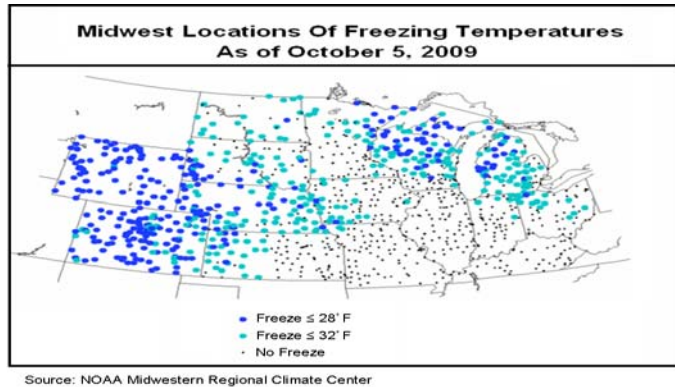 Midwest Locations Of Freezing Temperatures
As of October 5, 2009
Freeze ≤ 28° F
Freeze ≤ 32° F
No Freeze
Source: NOAA Midwestern Regional Climate Center